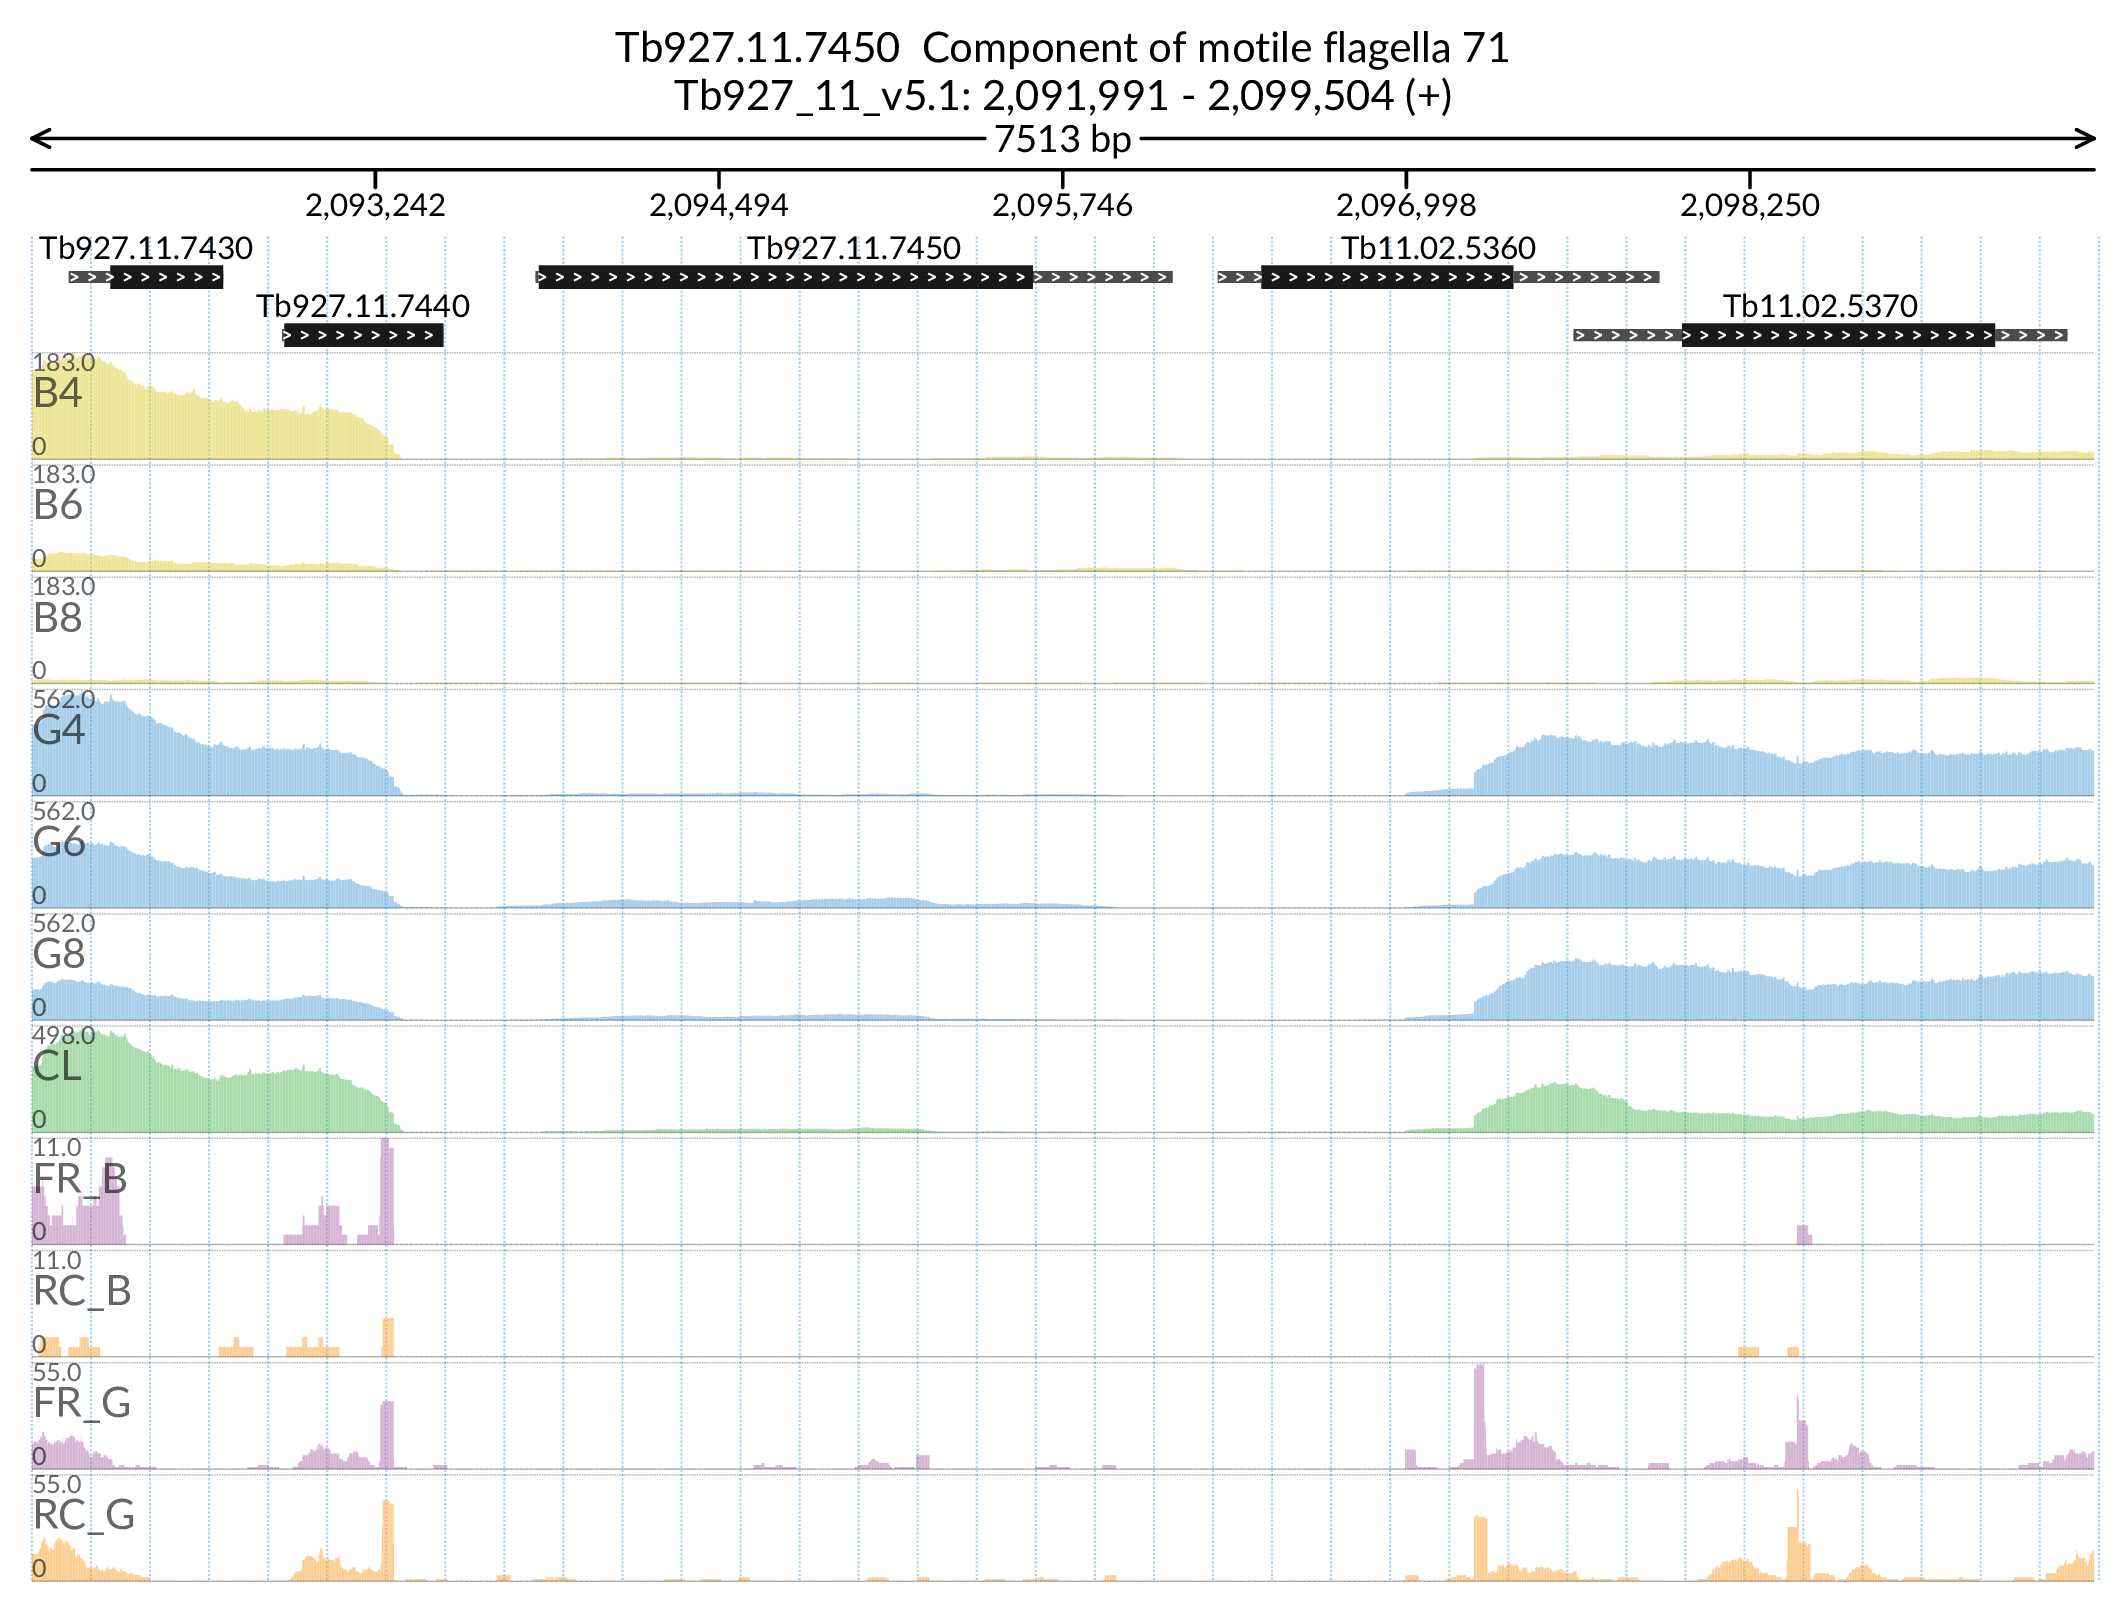 Tb927.11.7450  Component of motile flagella 71
Tb927_11_v5.1: 2,091,991 - 2,099,504 (+)
7513 bp
2,093,242 2,094,494 2,095,746 2,096,998 2,098,250
Tb927.11.7430 Tb927.11.7450 Tb11.02.5360
Tb927.11.7440 Tb11.02.5370
183.0
B4
0
183.0
B6
0
183.0
B8
0
562.0
G4
0
562.0
G6
0
562.0
G8
0
498.0
CL
0
11.0
FR_B
0
11.0
RC_B
0
55.0
FR_G
0
55.0
RC_G
0